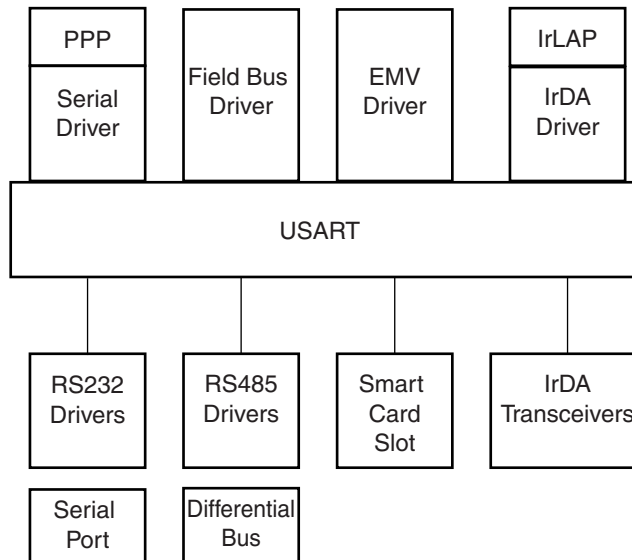 PPP
Serial
Driver
Field Bus
Driver
EMV
Driver
IrLAP
IrDA
Driver
USART
RS232
Drivers
RS485
Drivers
Smart
Card
Slot
IrDA
Transceivers
Serial
Port
Differential
Bus